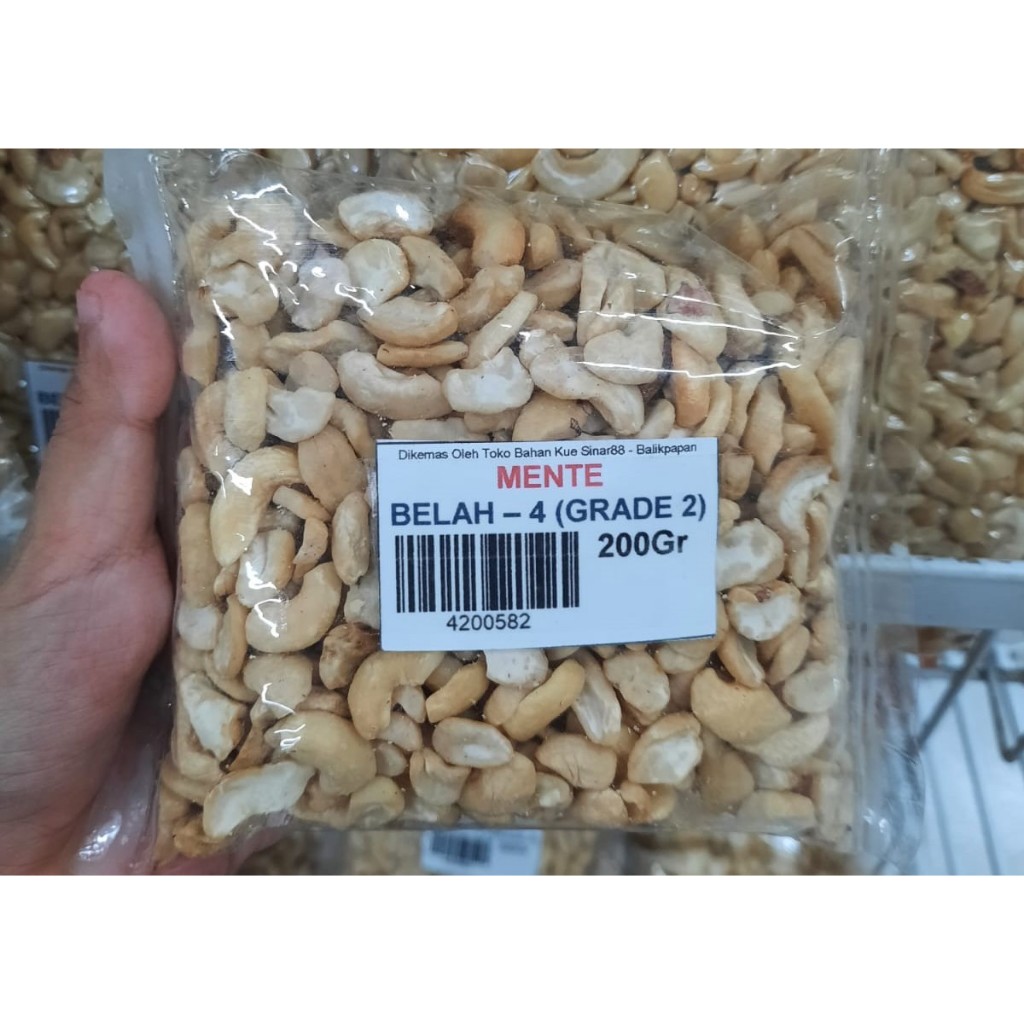 Dikemas Oleh Toko Bahan Kue Sinar88 - Balikpapan
MENTE
BELAH – 4 (GRADE 2)
200Gr
4200582